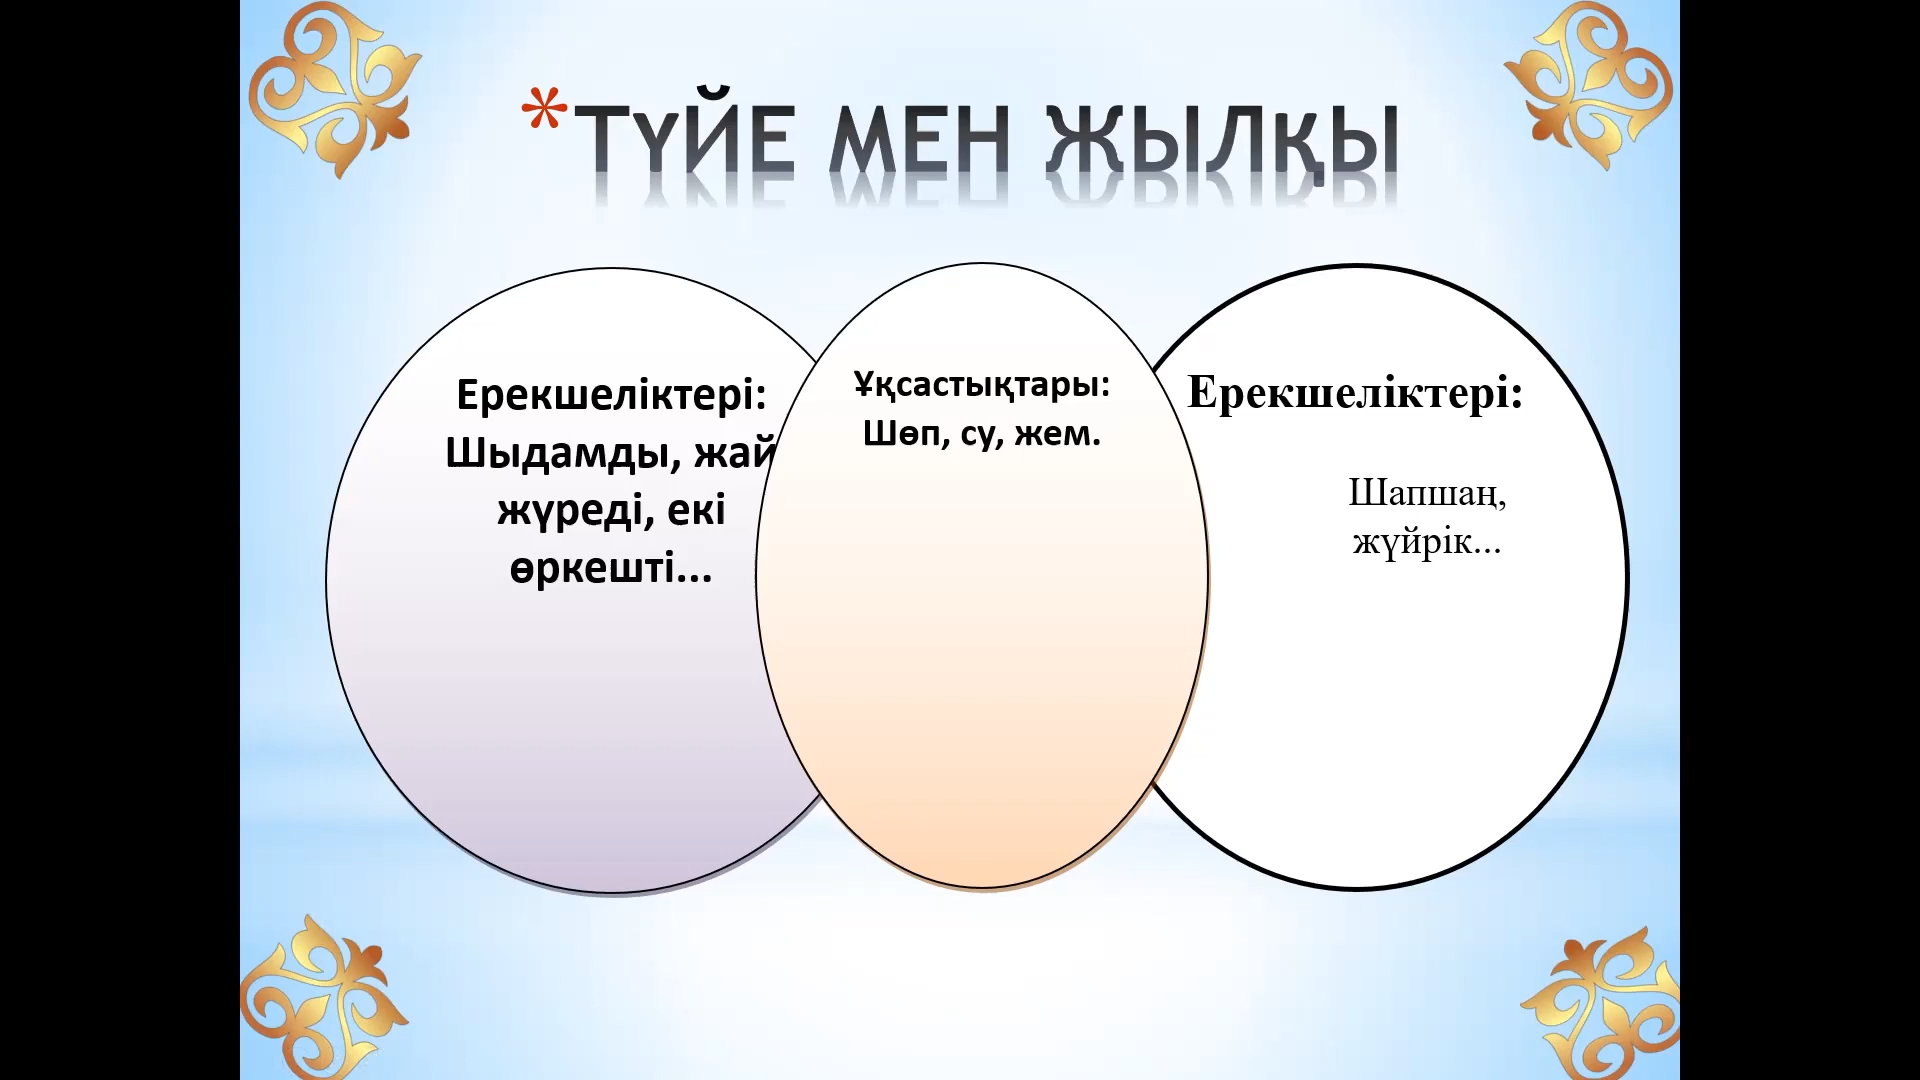 *ТҮЙЕ МЕН ЖЫЛҚЫ
Ерекшеліктері:
Шыдамды, жай
жүреді, екі
өркешті...
Ұқсастықтары:
Шөп, су, жем.
Ерекшеліктері:
Шапшаң,
жүйрік...